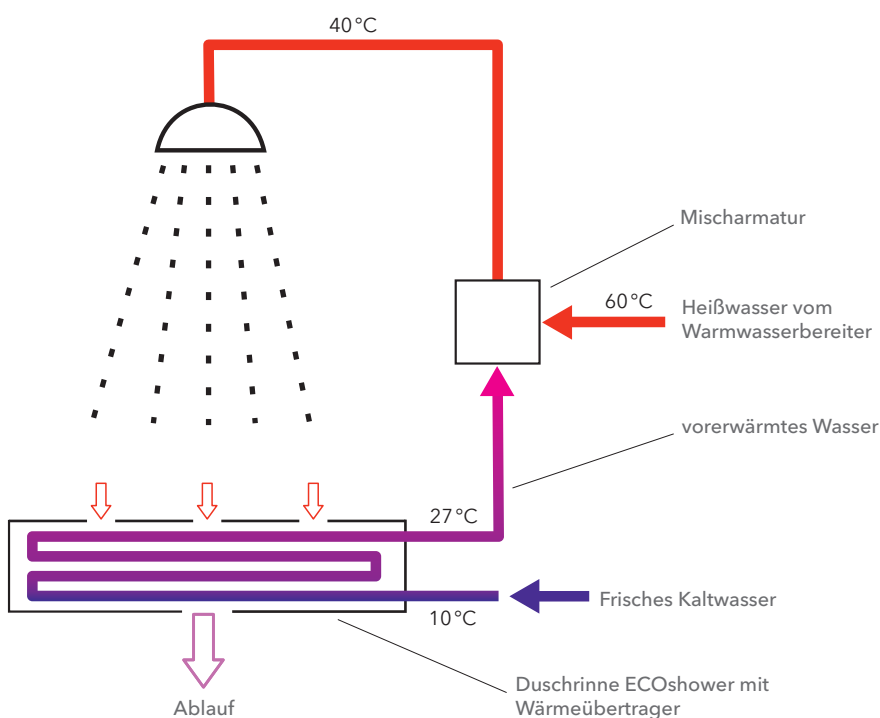 40 °C
Mischarmatur
60 °C
Heißwasser vom
Warmwasserbereiter
vorerwärmtes Wasser
27 °C
Frisches Kaltwasser
10 °C
Duschrinne ECOshower mit
Wärmeübertrager
Ablauf